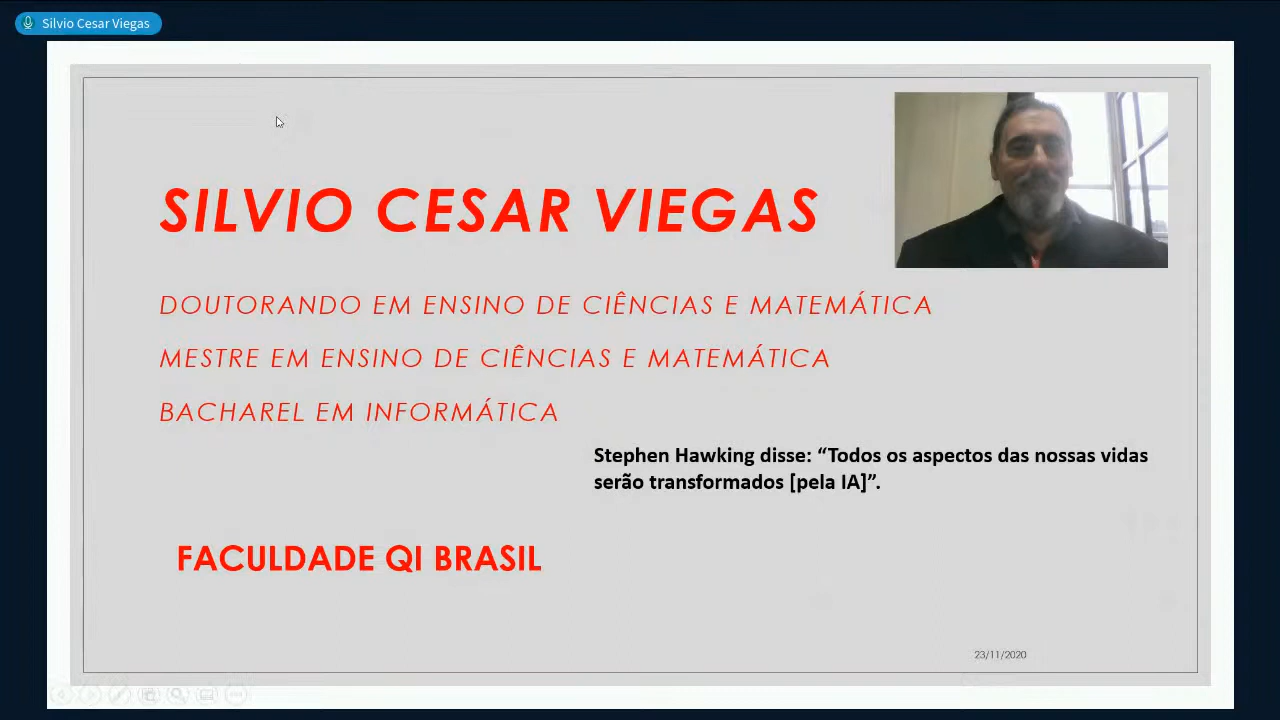 Silvio Cesar Viegas
SILVIO CESAR VIEGAS
DOUTORANDO EM ENSINO DE CIÊNCIAS E MATEMÁTICA
MESTRE EM ENSINO DE CIÊNCIAS E MATEMÁTICA
BACHAREL EM INFORMÁTICA
Stephen Hawking disse: “Todos os aspectos das nossas vidas
serão transformados [pela IA]”.
FACULDADE QI BRASIL
23/11/2020